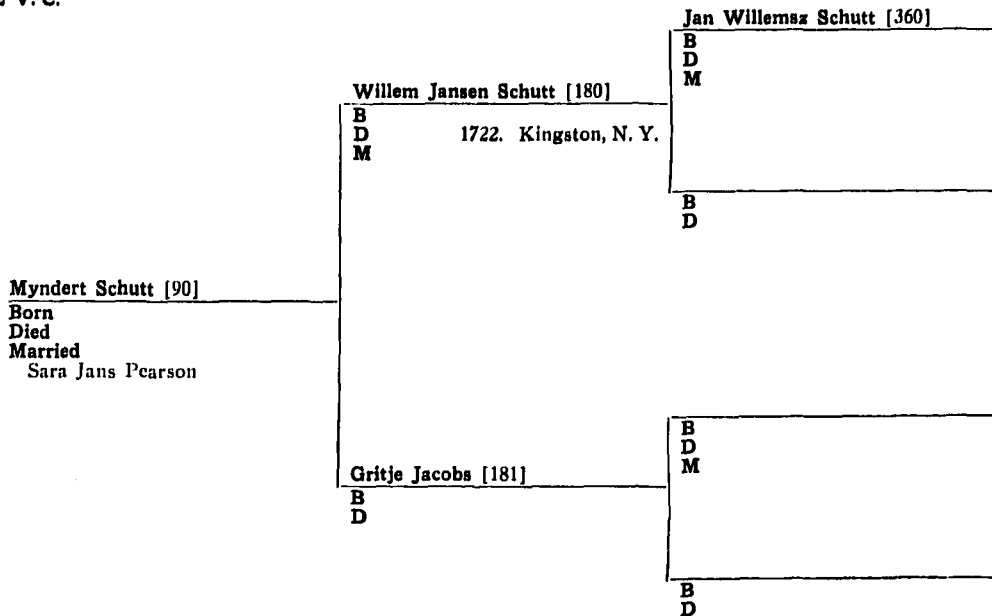 V. C.
Jan Willemsz Schutt [360]
B
D
M
Willem Jansen Schutt [180]
B
D 1722. Kingston, N. Y.
M
B
D
Myndert Schutt [90]
Born
Died
Married
Sara Jans Pearson
B
D
M
Gritje Jacobs [181]
B
D
B
D